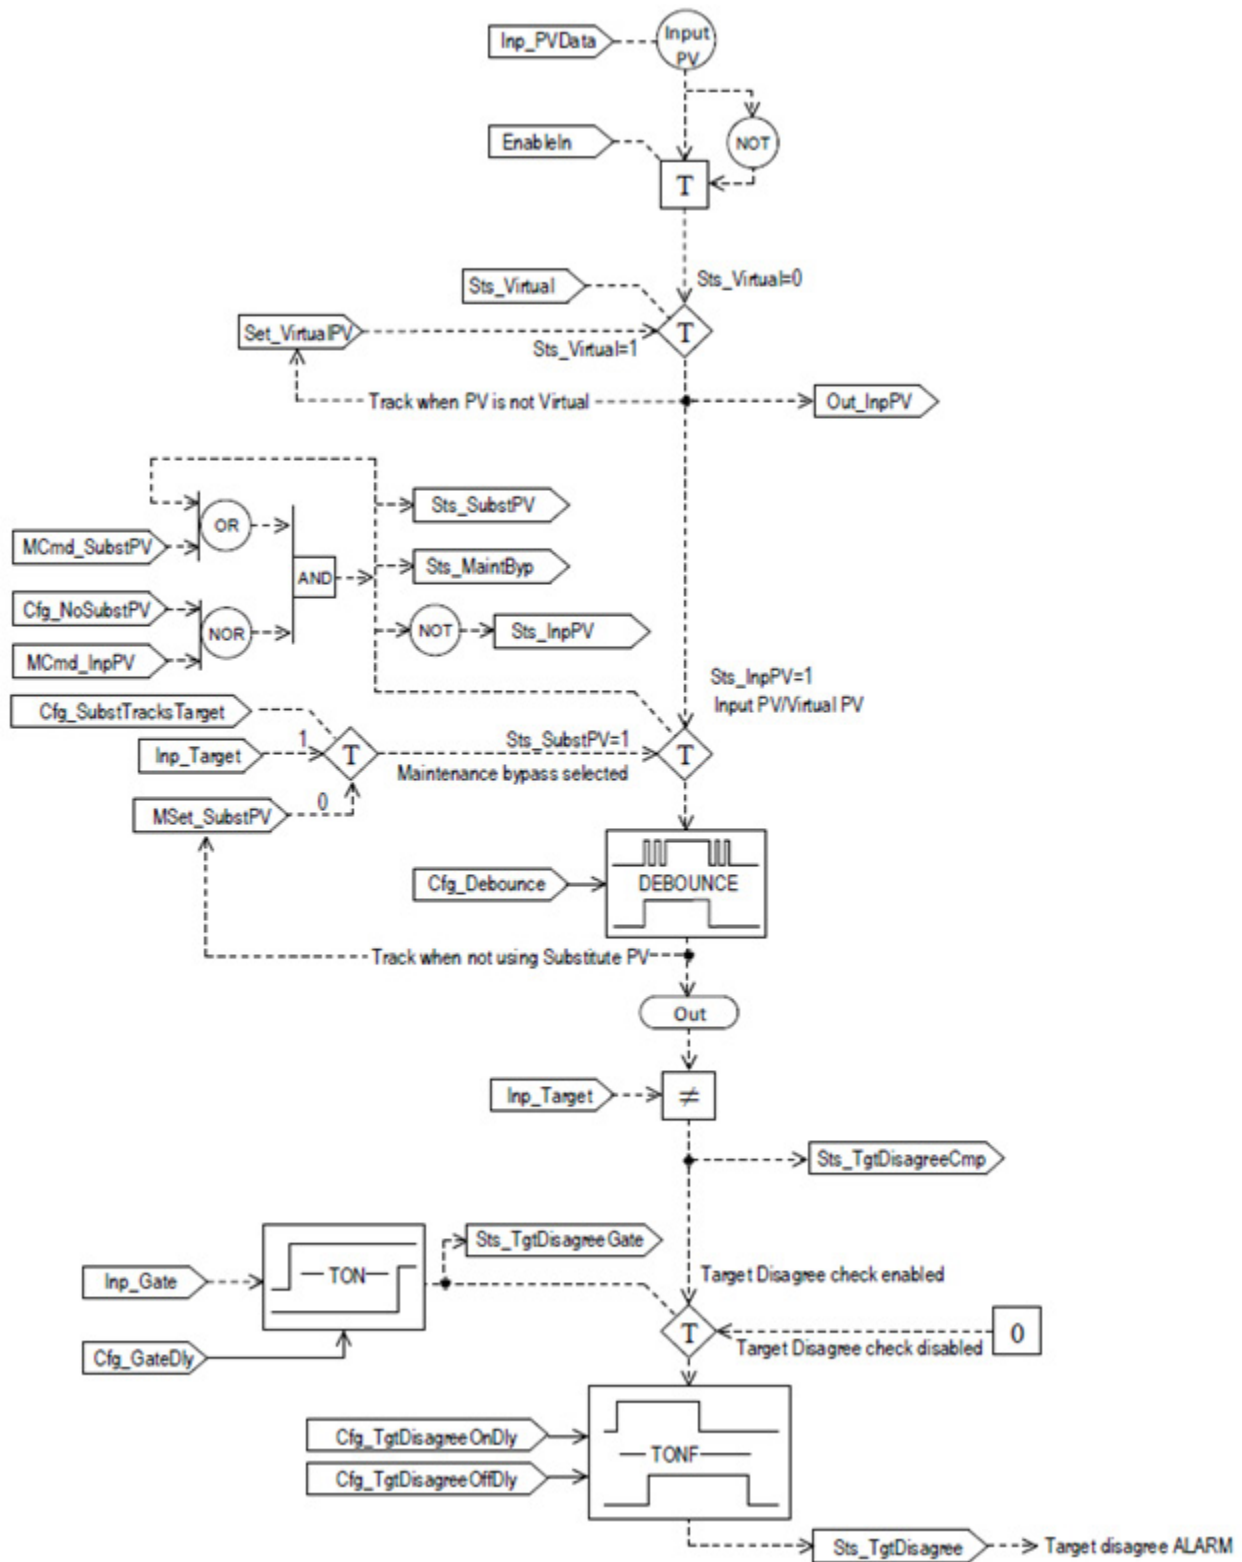 Inp_PVData
Input
PV
EnableIn
NOT
T
Sts_Virtual
Sts_Virtual=0
Set_VirtualPV
T
Sts_Virtual=1
Track when PV is not Virtual
Out_InpPV
Sts_SubstPV
OR
MCmd_SubstPV
Sts_MaintByp
AND
Cfg_NoSubstPV
NOR
NOT
Sts_InpPV
MCmd_InpPV
Sts_InpPV=1
Input PV/Virtual PV
Cfg_SubstTracksTarget
1
Sts_SubstPV=1
Inp_Target
T
T
Maintenance bypass selected
0
MSet_SubstPV
Cfg_Debounce
DEBOUNCE
Track when not using Substitute PV
Out
Inp_Target
≠
Sts_TgtDisagreeCmp
Sts_TgtDisagreeGate
Inp_Gate
TON
Target Disagree check enabled
T
0
Target Disagree check disabled
Cfg_GateDly
Cfg_TgtDisagreeOnDly
TONF
Cfg_TgtDisagreeOffDly
Sts_TgtDisagree
Target disagree ALARM